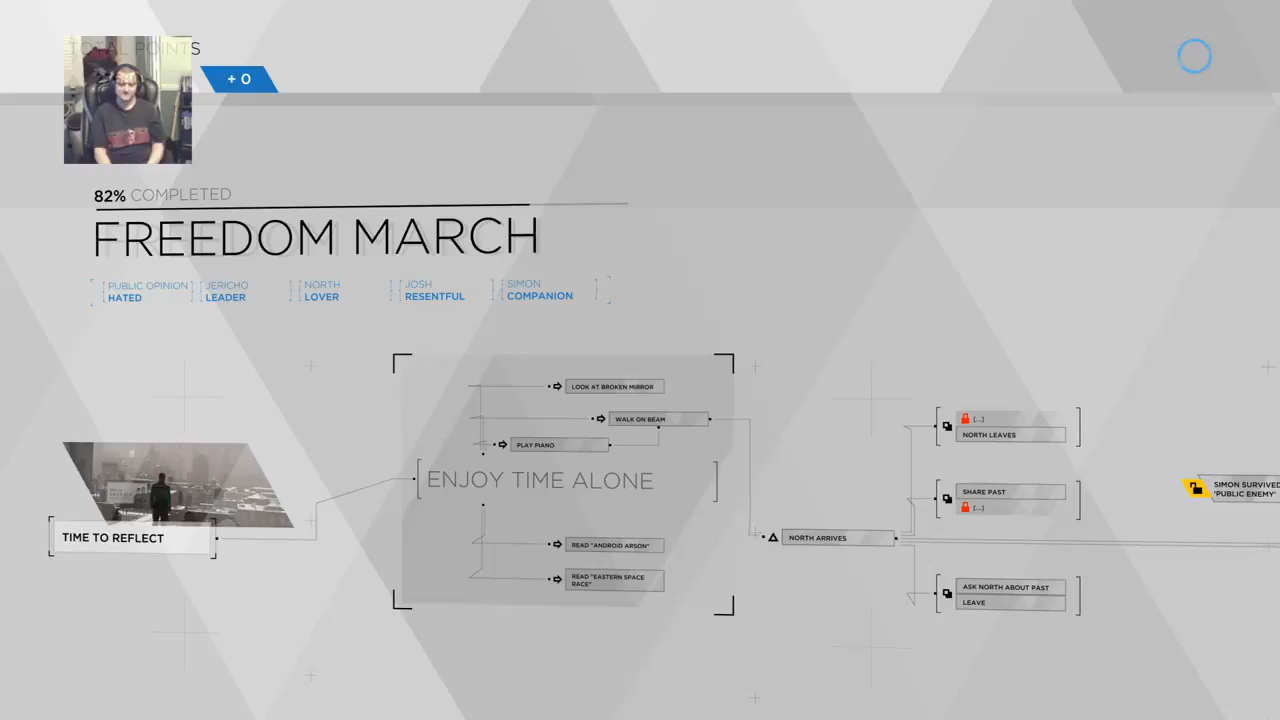 TOTAL POINTS
+ 0
82% COMPLETED
FREEDOM MARCH
PUBLIC OPINION
HATED
JERICHO
LEADER
NORTH
LOVER
JOSH
RESENTFUL
SIMON
COMPANION
LOOK AT BROKEN MIRROR
WALK ON BEAM
PLAY PIANO
ENJOY TIME ALONE
READ "ANDROID ARSON"
READ "EASTERN SPACE
RACE"
TIME TO REFLECT
NORTH ARRIVES
[...]
NORTH LEAVES
SHARE PAST
[...]
ASK NORTH ABOUT PAST
LEAVE
SIMON SURVIVED
'PUBLIC ENEMY'